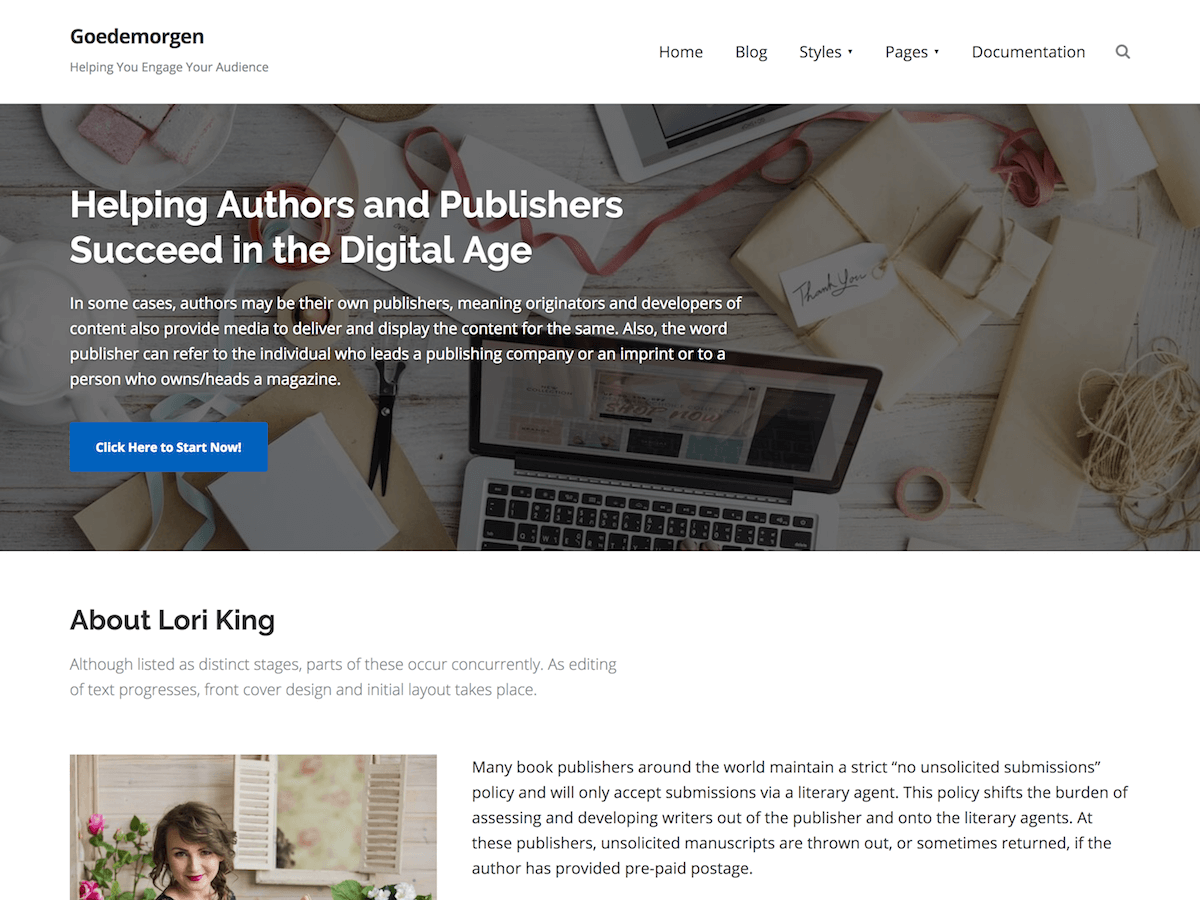 Goedemorgen
Helping You Engage Your Audience
Home Blog Styles Pages Documentation
Helping Authors and Publishers
Succeed in the Digital Age
Thank You
In some cases, authors may be their own publishers, meaning originators and developers of
content also provide media to deliver and display the content for the same. Also, the word
publisher can refer to the individual who leads a publishing company or an imprint or to a
person who owns/heads a magazine.
Click Here to Start Now!
About Lori King
Although listed as distinct stages, parts of these occur concurrently. As editing
of text progresses, front cover design and initial layout takes place.
Many book publishers around the world maintain a strict “no unsolicited submissions”
policy and will only accept submissions via a literary agent. This policy shifts the burden of
assessing and developing writers out of the publisher and onto the literary agents. At
these publishers, unsolicited manuscripts are thrown out, or sometimes returned, if the
author has provided pre-paid postage.